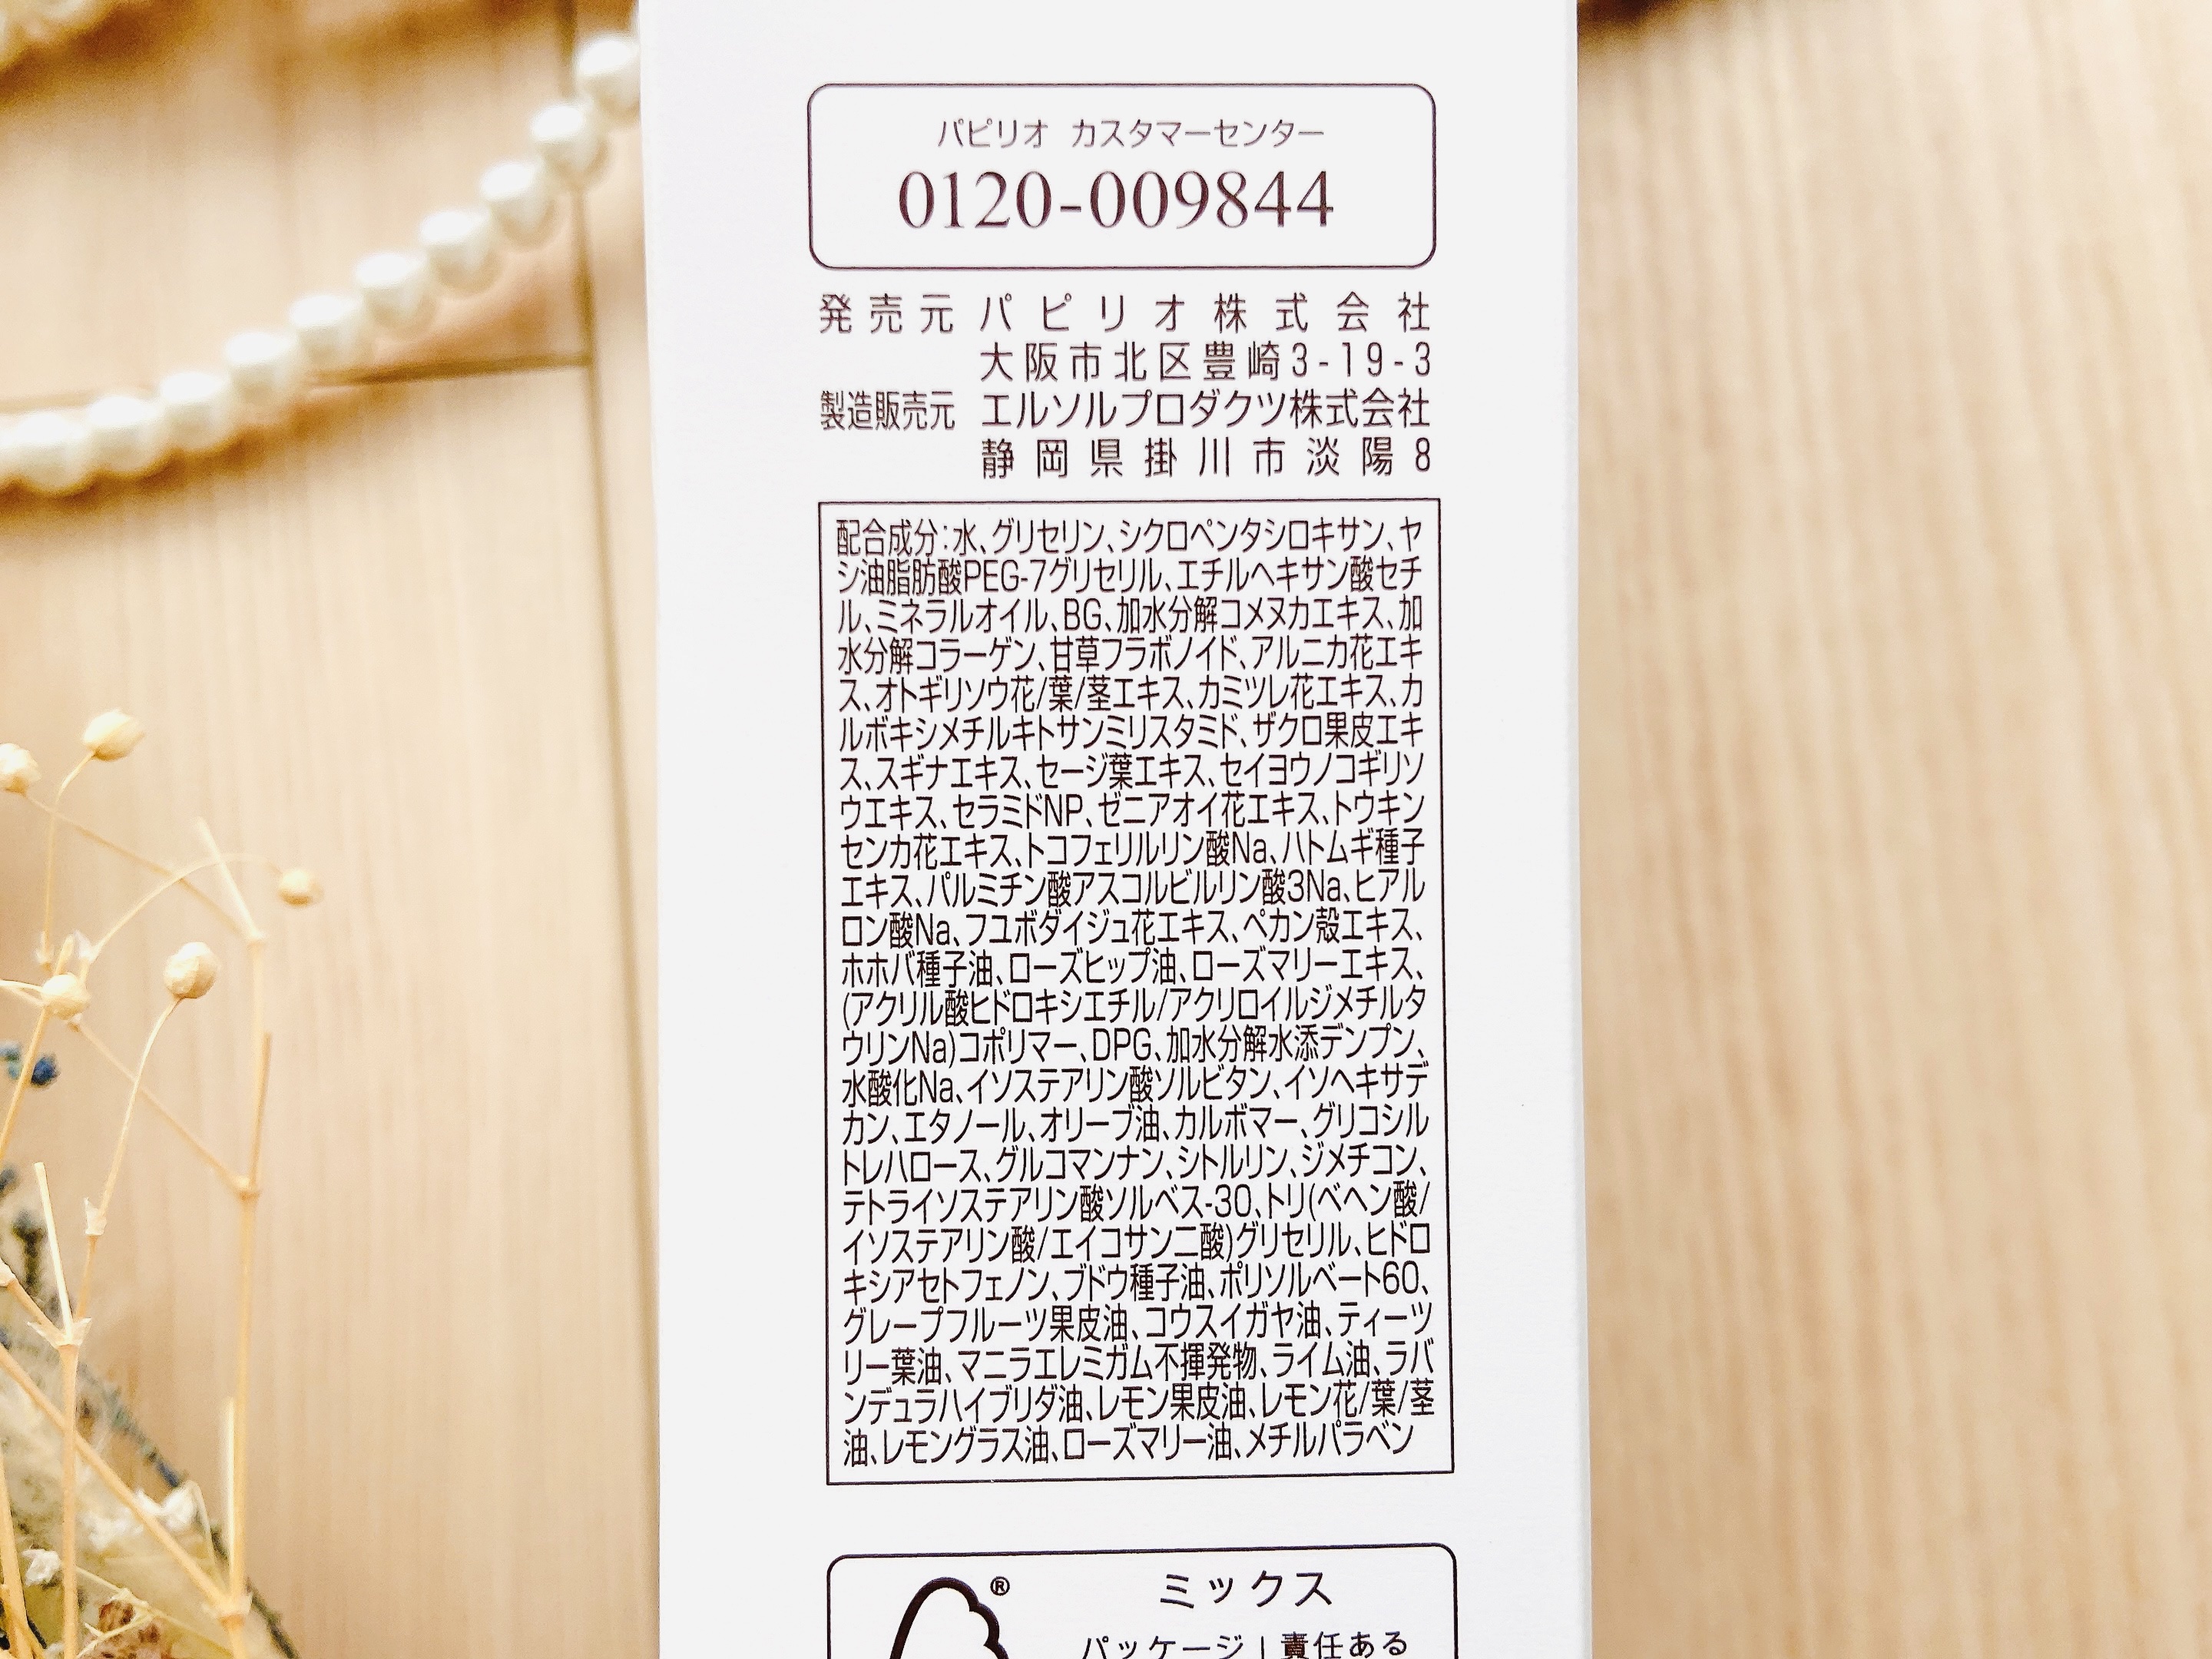 パピリオ カスタマーセンター
0120-009844
発売元 パピリオ株式会社
大阪市北区豊崎3-19-3
製造販売元 エルソルプロダクツ株式会社
静岡県掛川市淡陽8
配合成分:水、グリセリン、シクロペンタシロキサン、ヤ
シ油脂肪酸PEG-7グリセリル、エチルヘキサン酸セチ
ル、ミネラルオイル、BG、加水分解コメヌカエキス、加
水分解コラーゲン、甘草フラボノイド、アルニカ花エキ
ス、オトギリソウ花/葉/茎エキス、カミツレ花エキス、カ
ルボキシメチルキトサンミリスタミド、ザクロ果皮エキ
ス、スギナエキス、セージ葉エキス、セイヨウノコギリソ
ウエキス、セラミドNP、ゼニアオイ花エキス、トウキン
センカ花エキス、トコフェリルリン酸Na、ハトムギ種子
エキス、パルミチン酸アスコルビルリン酸3Na、ヒアル
ロン酸Na、フユボダイジュ花エキス、ペカン殻エキス、
ホホバ種子油、ローズヒップ油、ローズマリーエキス、
(アクリル酸ヒドロキシエチル/アクリロイルジメチルタ
ウリンNa)コポリマー、DPG、加水分解水添デンプン、
水酸化Na、イソステアリン酸ソルビタン、イソヘキサデ
カン、エタノール、オリーブ油、カルボマー、グリコシル
トレハロース、グルコマンナン、シトルリン、ジメチコン、
テトライソステアリン酸ソルベス-30、トリ(ベヘン酸/
イソステアリン酸/エイコサン二酸)グリセリル、ヒドロ
キシアセトフェノン、ブドウ種子油、ポリソルベート60、
グレープフルーツ果皮油、コウスイガヤ油、ティーツ
リー葉油、マニラエレミガム不揮発物、ライム油、ラバ
ンデュラハイブリダ油、レモン果皮油、レモン花/葉/茎
油、レモングラス油、ローズマリー油、メチルパラベン
®
ミックス
パッケージ | 責任ある